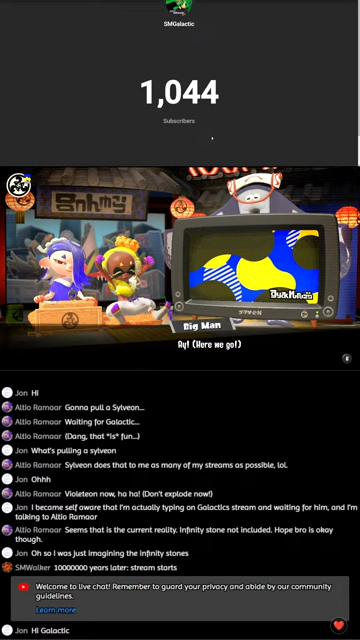 SMGalactic
1,044
Subscribers
Big Man
Ay! (Here we go!)
Jon Hi
Altio Ramaar Gonna pull a Sylveon...
Altio Ramaar Waiting for Galactic...
Altio Ramaar (Dang, that *is* fun...)
Jon What's pulling a sylveon
Altio Ramaar Sylveon does that to me as many of my streams as possible, lol.
Jon Ohhh
Altio Ramaar Violeteon now, ha ha! (Don't explode now!)
Jon I became self aware that I'm actually typing on Galactics stream and waiting for him, and I'm
talking to Altio Ramaar
Altio Ramaar Seems that is the current reality. Infinity stone not included. Hope bro is okay
though.
Jon Oh so I was just imagining the infinity stones
SMWalker 10000000 years later: stream starts
Welcome to live chat! Remember to guard your privacy and abide by our community
guidelines.
Learn more
Jon Hi Galactic